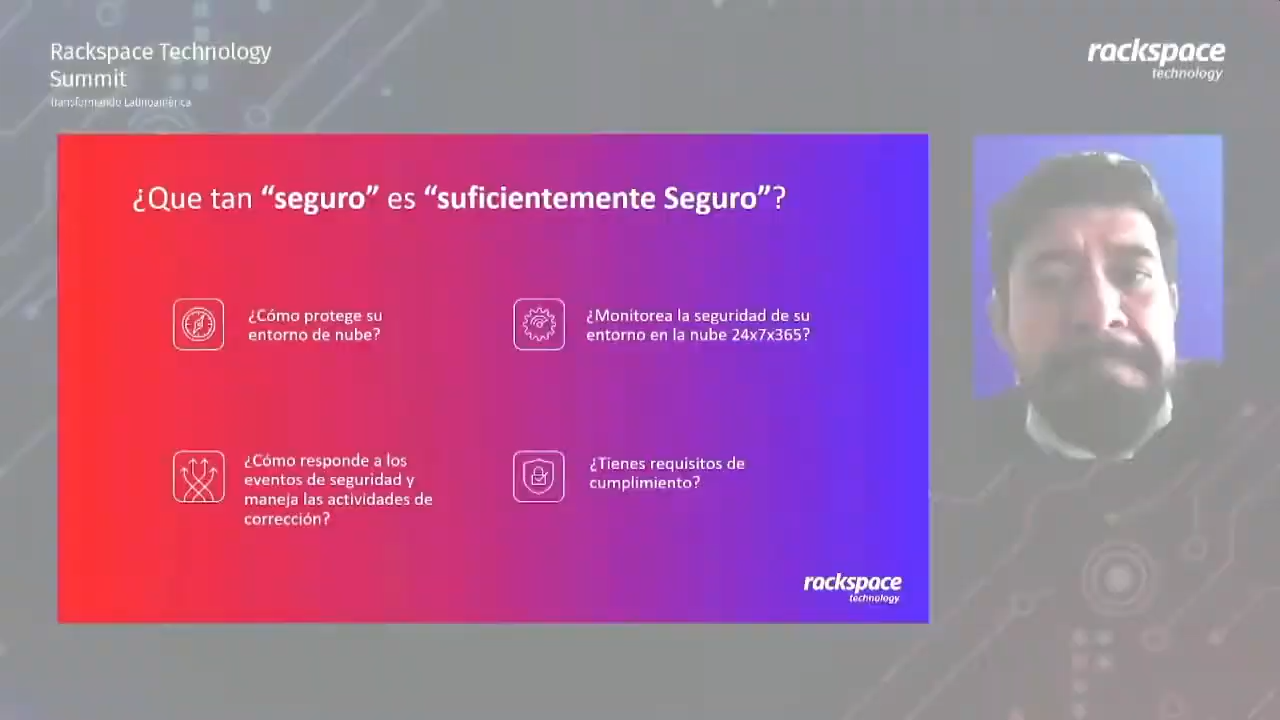 Rackspace Technology
Summit
Transformando Latinoamérica
rackspace
technology
¿Que tan “seguro” es “suficientemente Seguro”?
¿Cómo protege su
entorno de nube?
¿Monitorea la seguridad de su
entorno en la nube 24x7x365?
¿Cómo responde a los
eventos de seguridad y
maneja las actividades de
corrección?
¿Tienes requisitos de
cumplimiento?
rackspace
technology